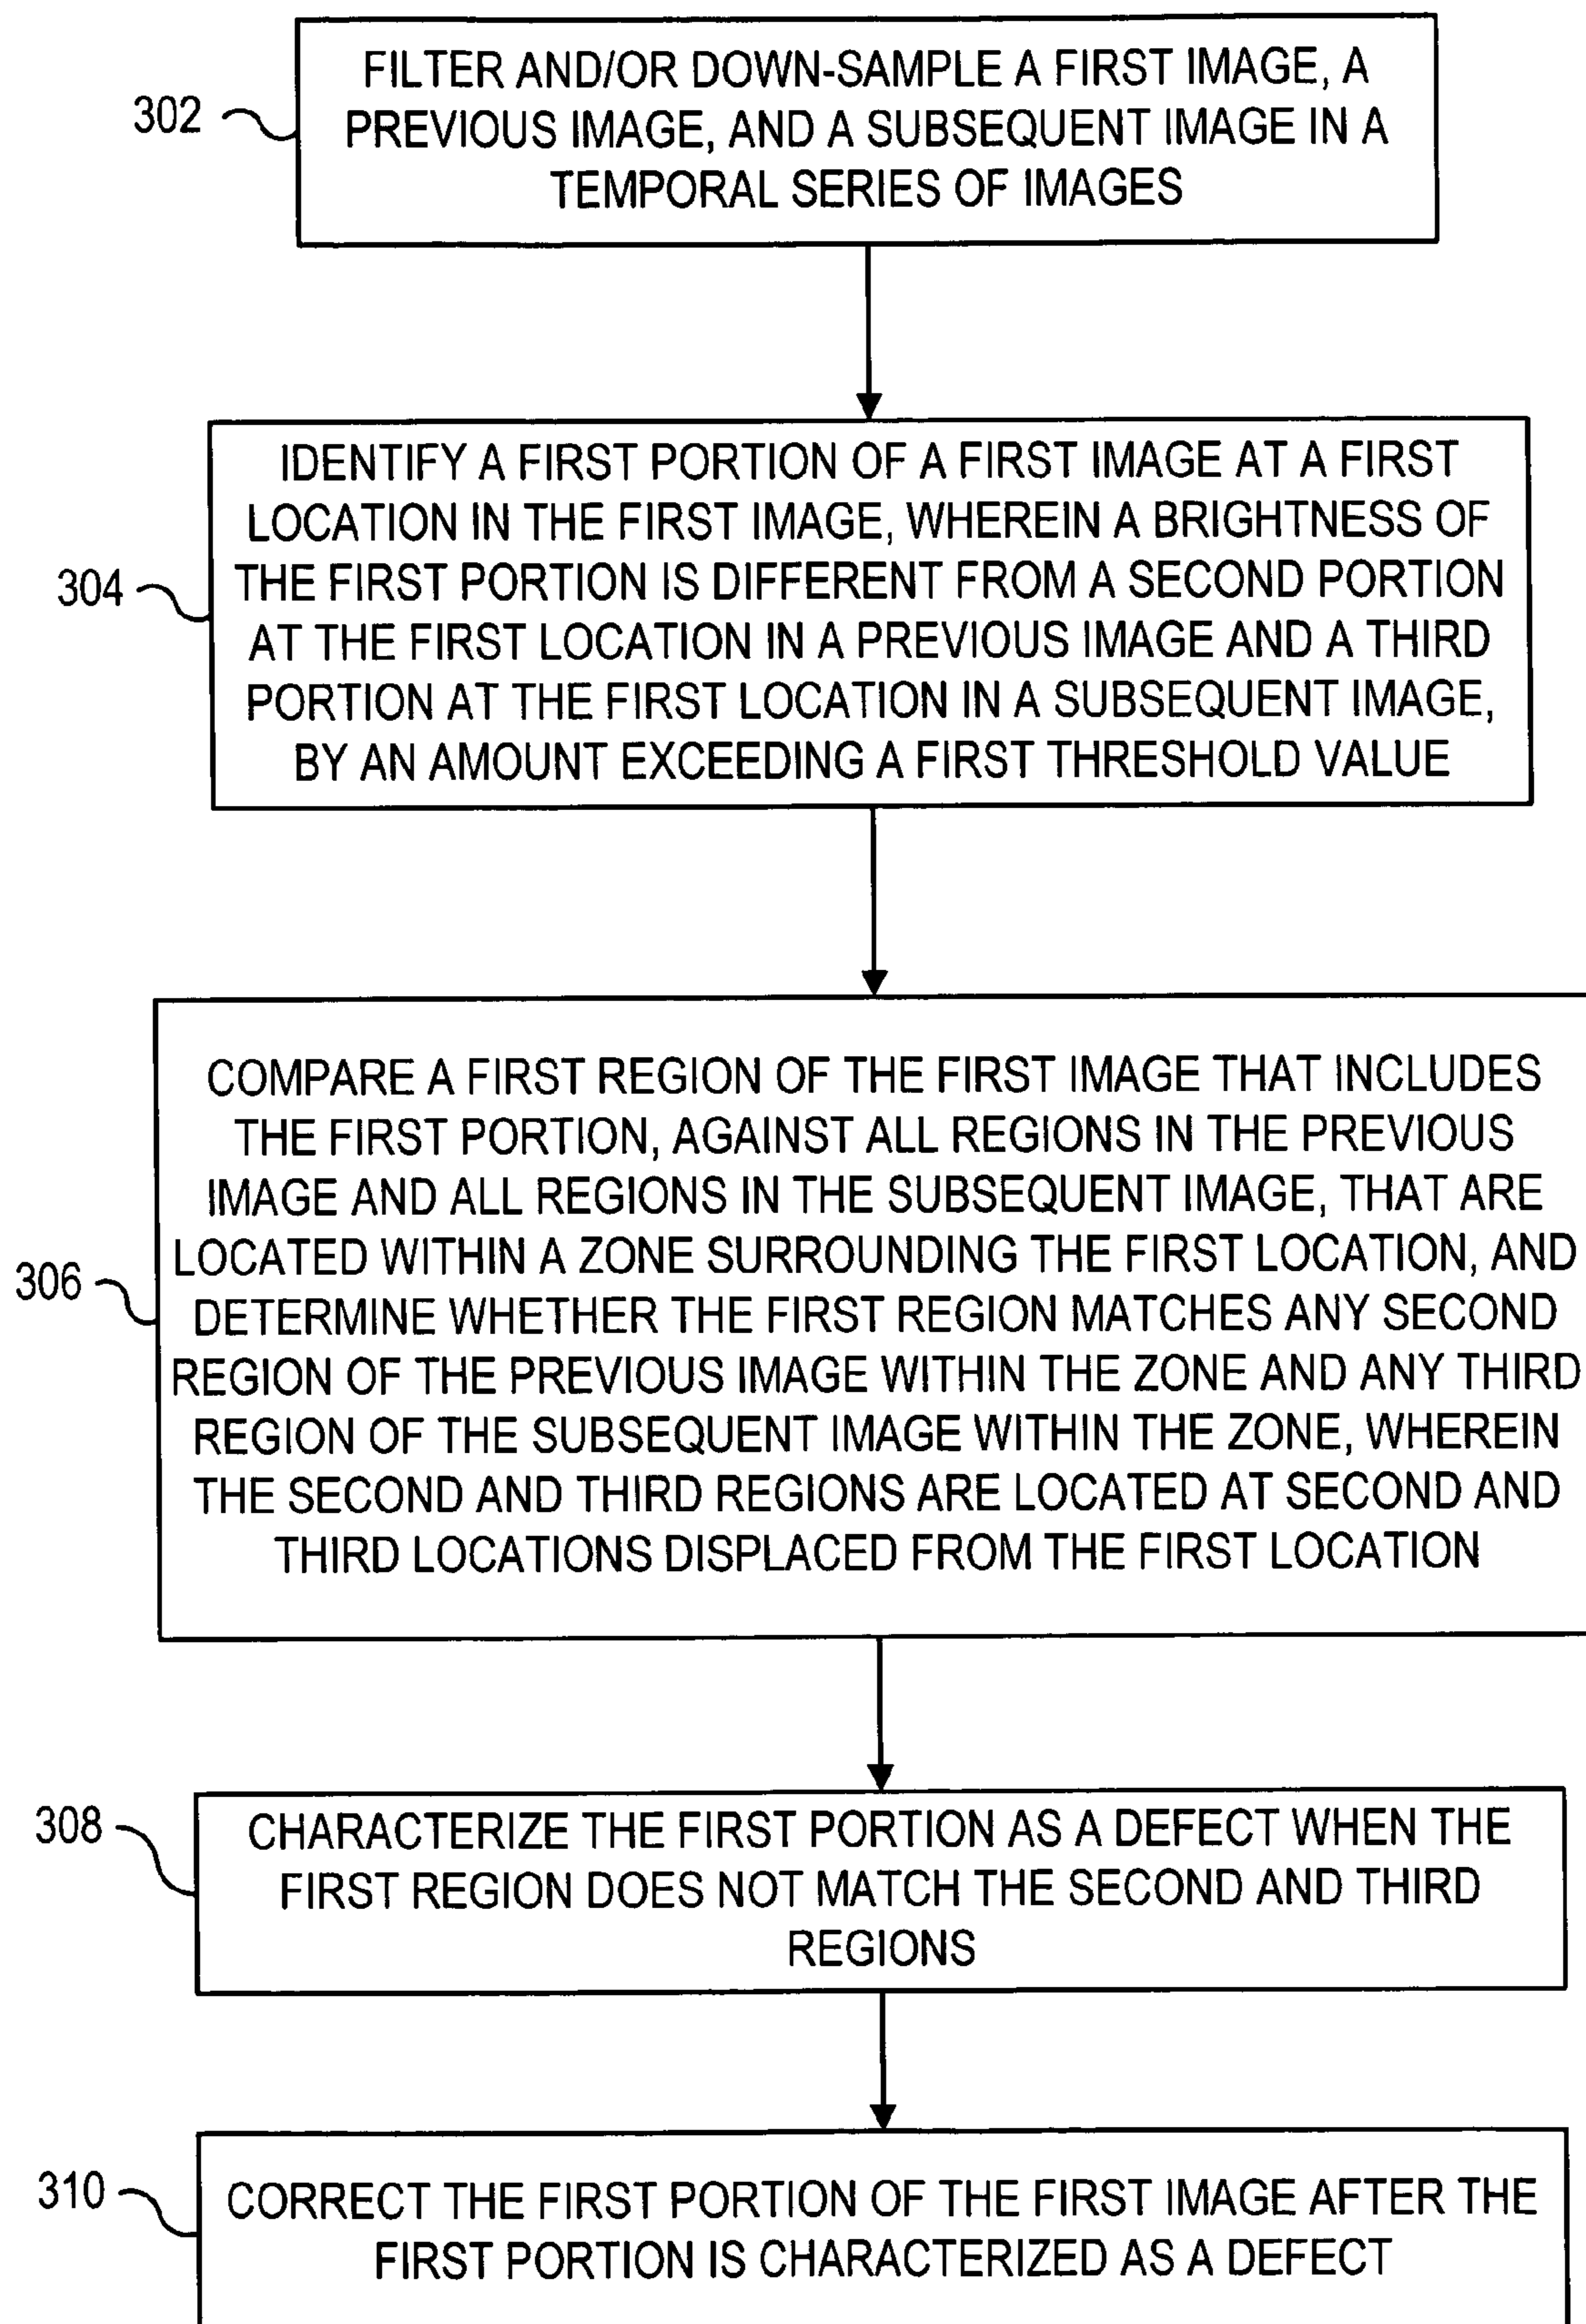 302
FILTER AND/OR DOWN-SAMPLE A FIRST IMAGE, A
PREVIOUS IMAGE, AND A SUBSEQUENT IMAGE IN A
TEMPORAL SERIES OF IMAGES
304
IDENTIFY A FIRST PORTION OF A FIRST IMAGE AT A FIRST
LOCATION IN THE FIRST IMAGE, WHEREIN A BRIGHTNESS OF
THE FIRST PORTION IS DIFFERENT FROM A SECOND PORTION
AT THE FIRST LOCATION IN A PREVIOUS IMAGE AND A THIRD
PORTION AT THE FIRST LOCATION IN A SUBSEQUENT IMAGE,
BY AN AMOUNT EXCEEDING A FIRST THRESHOLD VALUE
306
COMPARE A FIRST REGION OF THE FIRST IMAGE THAT INCLUDES
THE FIRST PORTION, AGAINST ALL REGIONS IN THE PREVIOUS
IMAGE AND ALL REGIONS IN THE SUBSEQUENT IMAGE, THAT ARE
LOCATED WITHIN A ZONE SURROUNDING THE FIRST LOCATION, AND
DETERMINE WHETHER THE FIRST REGION MATCHES ANY SECOND
REGION OF THE PREVIOUS IMAGE WITHIN THE ZONE AND ANY THIRD
REGION OF THE SUBSEQUENT IMAGE WITHIN THE ZONE, WHEREIN
THE SECOND AND THIRD REGIONS ARE LOCATED AT SECOND AND
THIRD LOCATIONS DISPLACED FROM THE FIRST LOCATION
308
CHARACTERIZE THE FIRST PORTION AS A DEFECT WHEN THE
FIRST REGION DOES NOT MATCH THE SECOND AND THIRD
REGIONS
310
CORRECT THE FIRST PORTION OF THE FIRST IMAGE AFTER THE
FIRST PORTION IS CHARACTERIZED AS A DEFECT